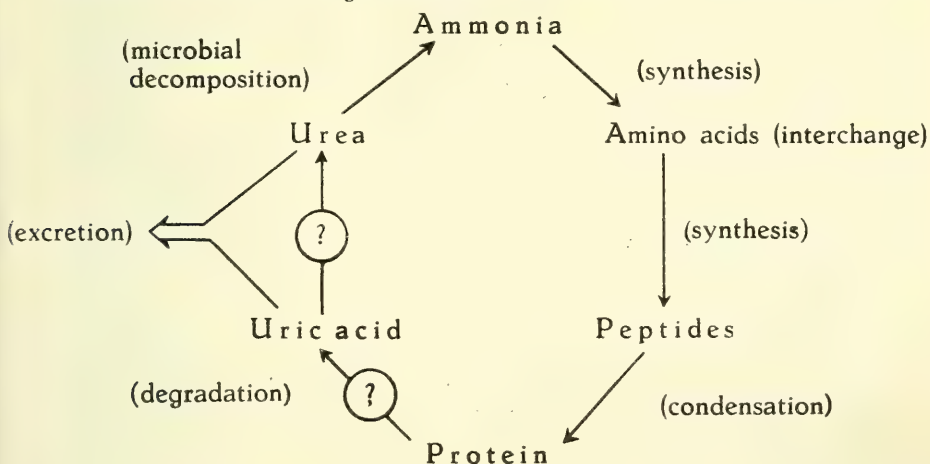 Ammonia
(microbial
decomposition)
(synthesis)
Urea
Amino acids (interchange)
(excretion)
?
(synthesis)
Uric acid
Peptides
(degradation)
?
(condensation)
Protein